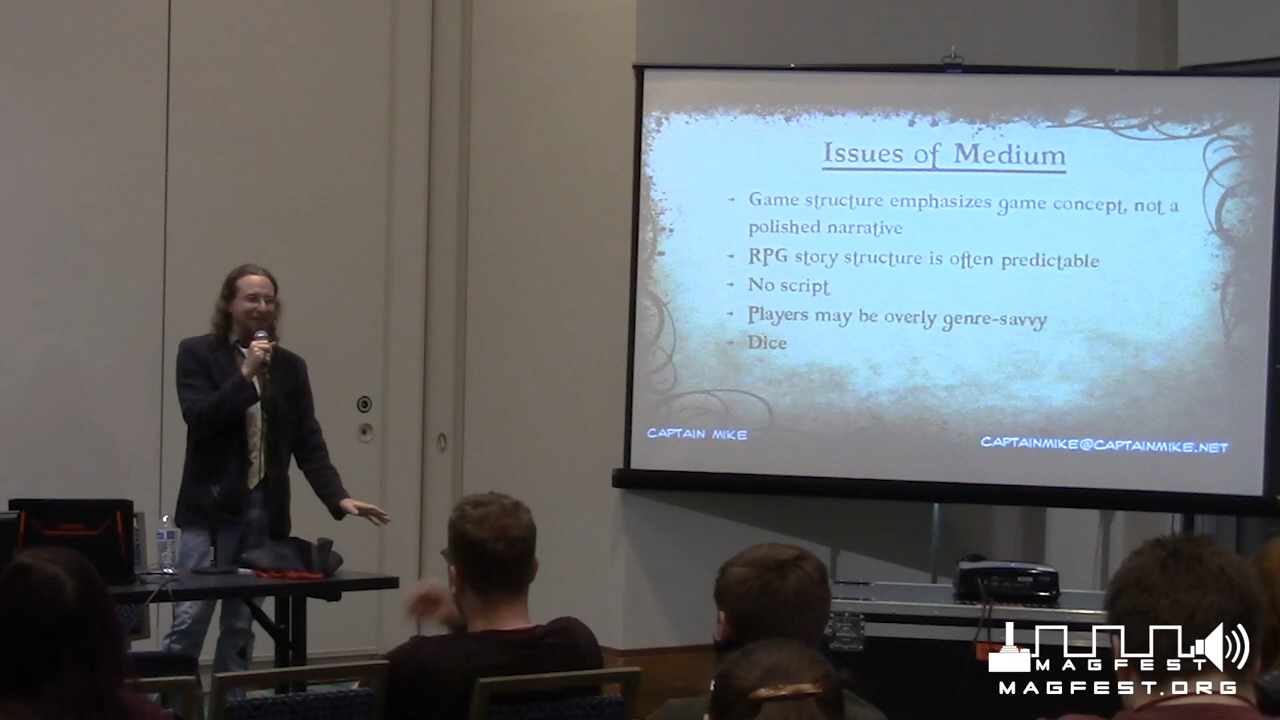 Issues of Medium
- Game structure emphasizes game concept, not a
polished narrative
- RPG story structure is often predictable
- No script
- Players may be overly genre-savvy
- Dice
CAPTAIN MIKE
CAPTAINMIKE@CAPTAINMIKE.NET
MAGFEST
MAGFEST.ORG